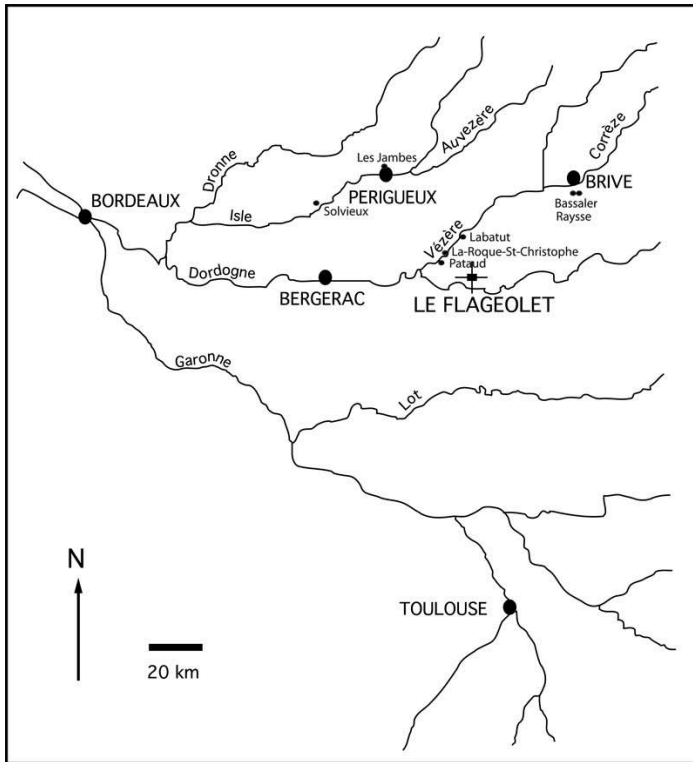 Auvezère
Corrèze
Dronne
Les Jambes
BRIVE
PERIGUEUX
BORDEAUX
Bassaler
Raysse
Isle
Solvieux
Vézère
Labatut
La-Roque-St-Christophe
Pataud
Dordogne
BERGERAC
LE FLAGEOLET
Garonne
Lot
N
TOULOUSE
20 km